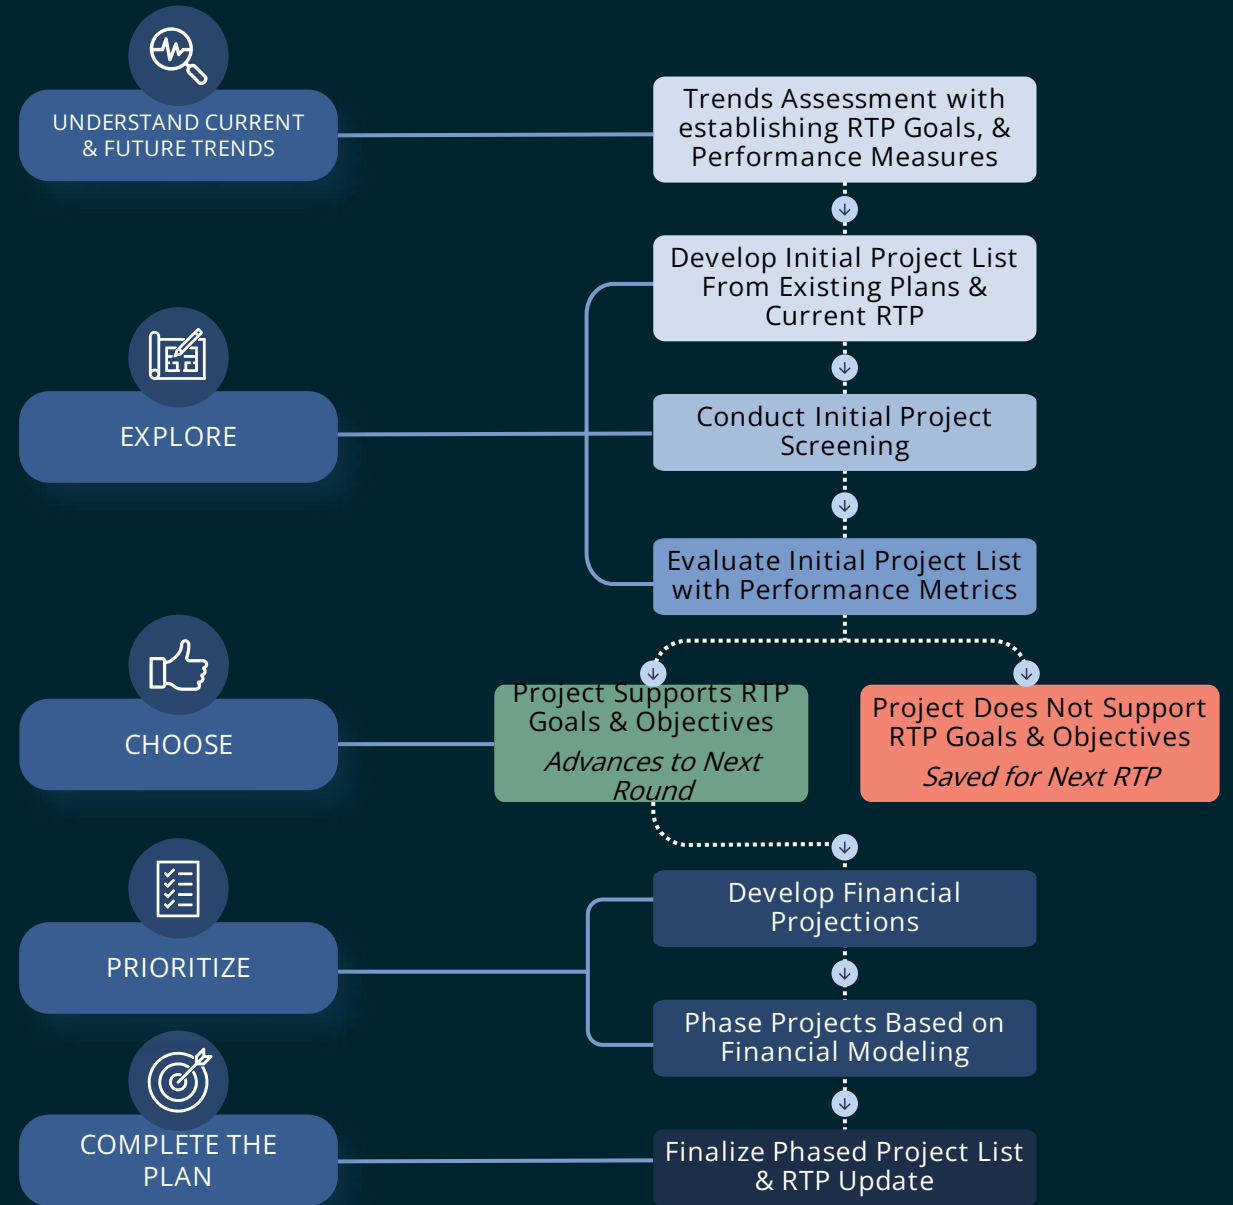 UNDERSTAND CURRENT
& FUTURE TRENDS
Trends Assessment with
establishing RTP Goals, &
Performance Measures
EXPLORE
Develop Initial Project List
From Existing Plans &
Current RTP
Conduct Initial Project
Screening
Evaluate Initial Project List
with Performance Metrics
CHOOSE
Project Supports RTP
Goals & Objectives
Advances to Next
Round
Project Does Not Support
RTP Goals & Objectives
Saved for Next RTP
PRIORITIZE
Develop Financial
Projections
Phase Projects Based on
Financial Modeling
COMPLETE THE
PLAN
Finalize Phased Project List
& RTP Update